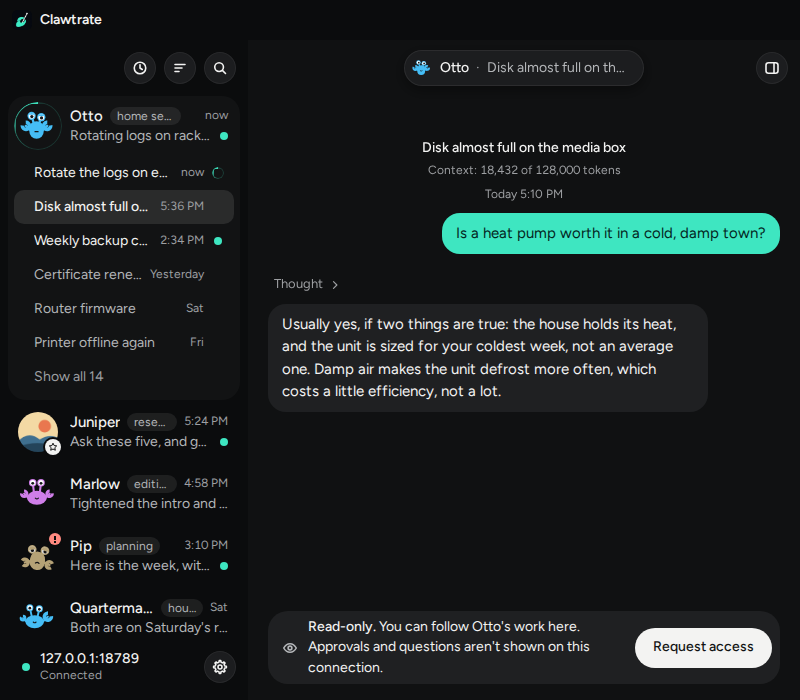 Clawtrate
Otto home se... now
Rotating logs on rack...
Rotate the logs on e... now
Disk almost full o... 5:36 PM
Weekly backup c... 2:34 PM
Certificate rene... Yesterday
Router firmware Sat
Printer offline again Fri
Show all 14
Juniper rese... 5:24 PM
Ask these five, and g...
Marlow editi... 4:58 PM
Tightened the intro and ...
Pip planning 3:10 PM
Here is the week, wit...
Quarterma... hou... Sat
Both are on Saturday's r...
127.0.0.1:18789
Connected
Otto · Disk almost full on th...
Disk almost full on the media box
Context: 18,432 of 128,000 tokens
Today 5:10 PM
Is a heat pump worth it in a cold, damp town?
Thought
Usually yes, if two things are true: the house holds its heat,
and the unit is sized for your coldest week, not an average
one. Damp air makes the unit defrost more often, which
costs a little efficiency, not a lot.
Read-only. You can follow Otto's work here.
Approvals and questions aren't shown on this
connection.
Request access